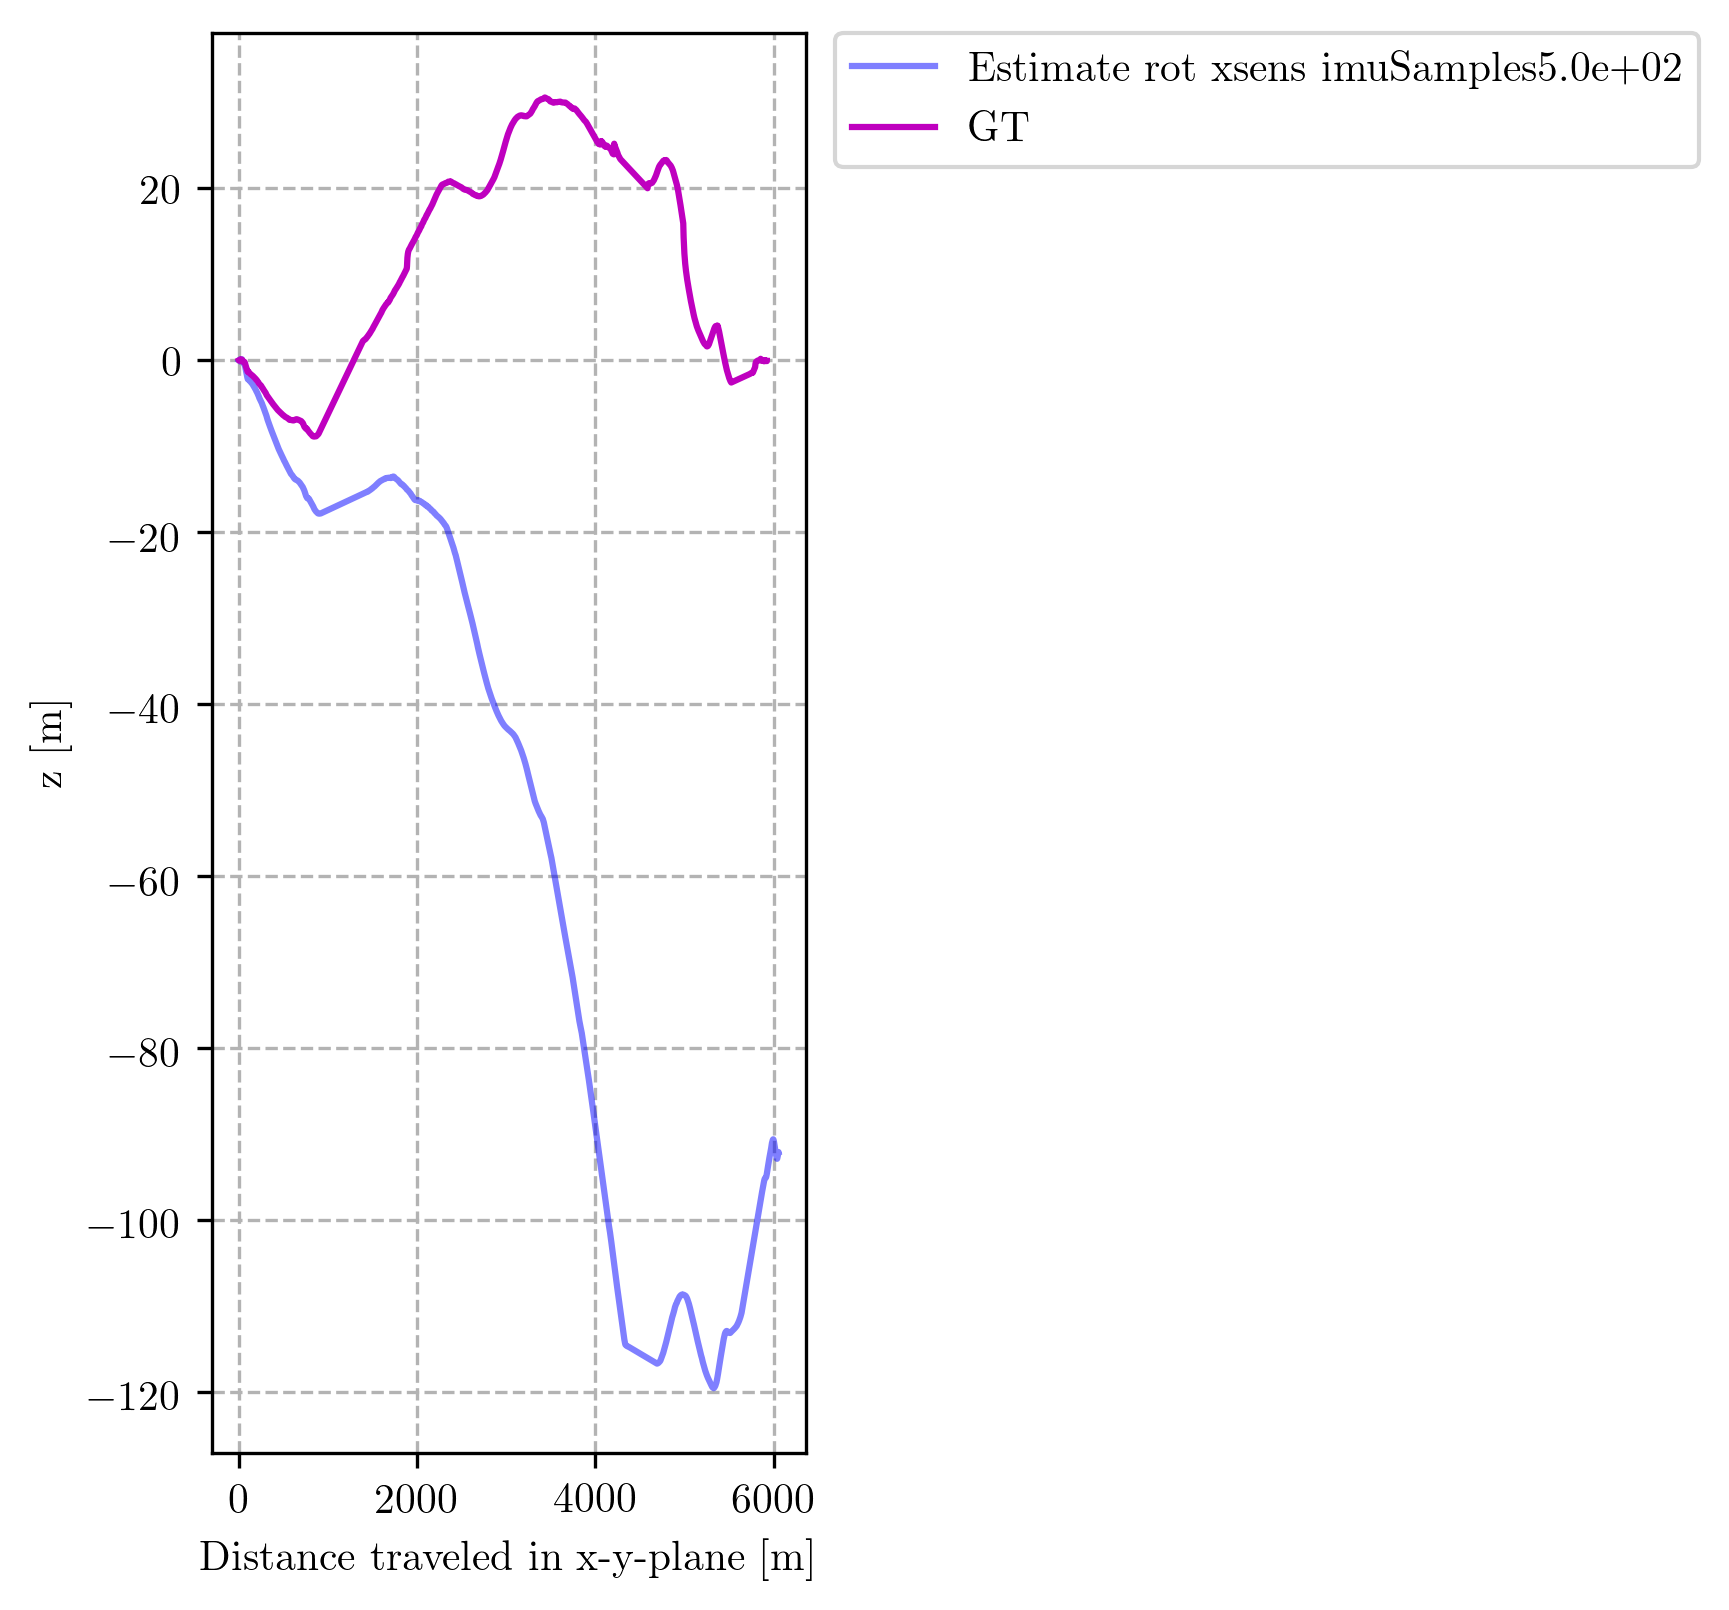 Estimate rot xsens imuSamples5.0e+02
GT
20
0
−20
−40
−60
−80
−100
−120
z [m]
0 2000 4000 6000
Distance traveled in x-y-plane [m]